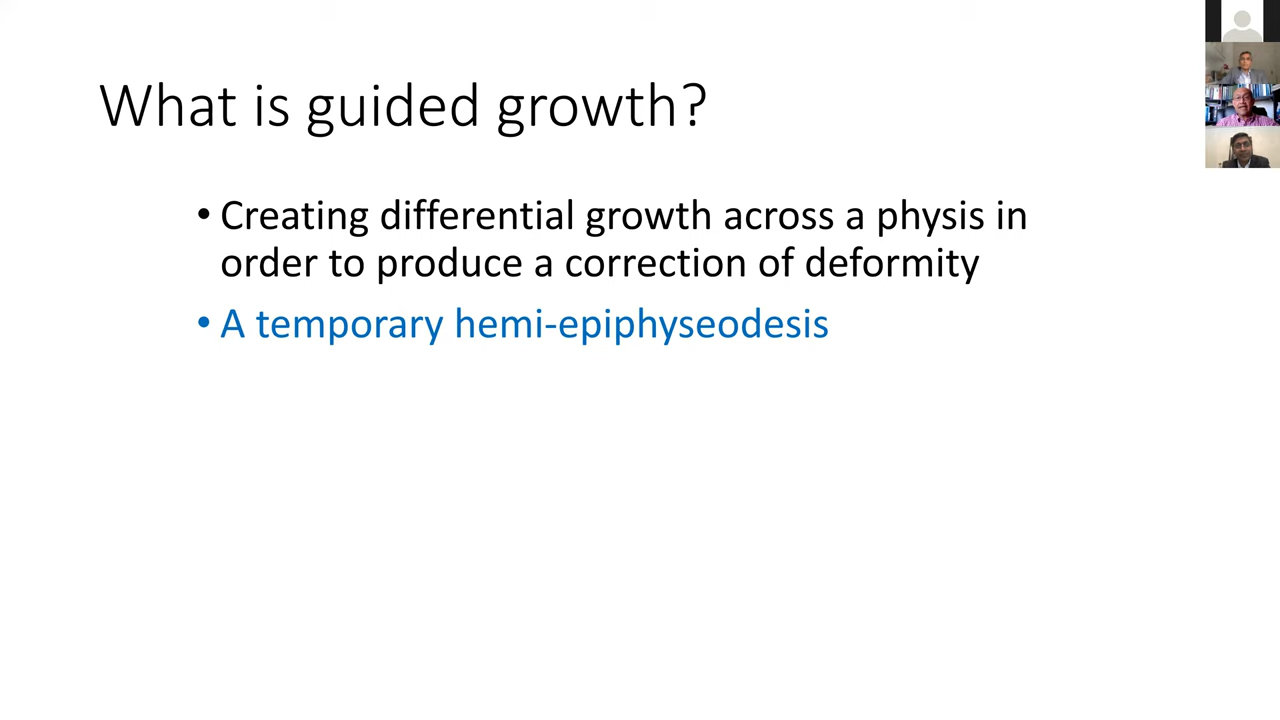 What is guided growth?
• Creating differential growth across a physis in
order to produce a correction of deformity
• A temporary hemi-epiphyseodesis